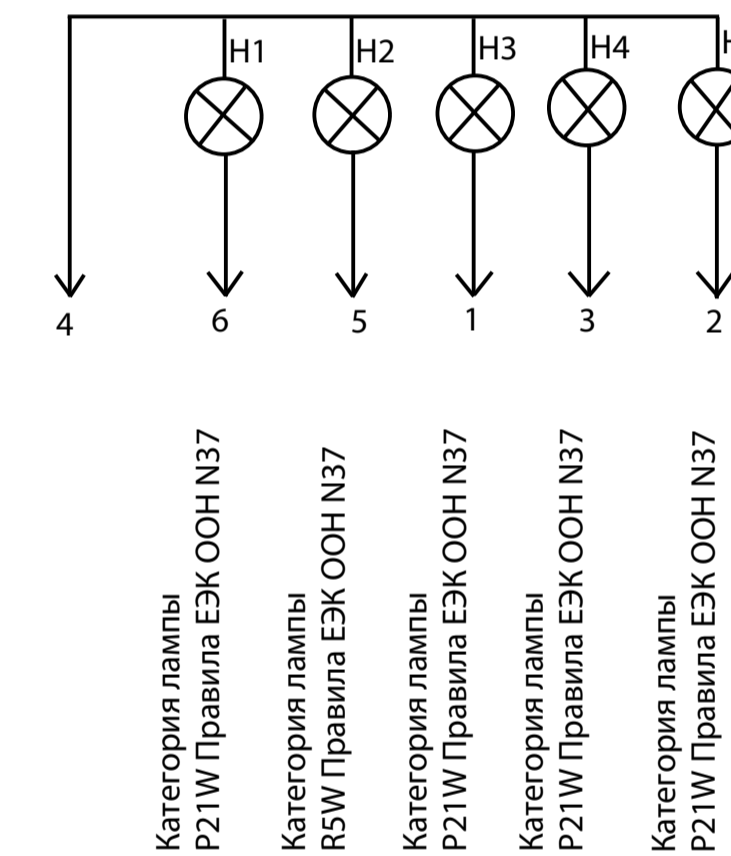 H1
H2
H3
H4
4
6
5
1
3
2
Категория лампы
P21W Правила ЕЭК ООН N37
Категория лампы
R5W Правила ЕЭК ООН N37
Категория лампы
P21W Правила ЕЭК ООН N37
Категория лампы
P21W Правила ЕЭК ООН N37
Категория лампы
P21W Правила ЕЭК ООН N37